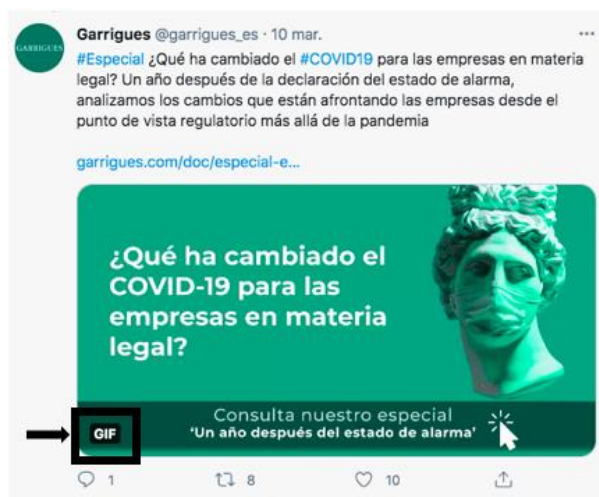 GARRIGUES
Garrigues @garrigues_es · 10 mar.
#Especial ¿Qué ha cambiado el #COVID19 para las empresas en materia
legal? Un año después de la declaración del estado de alarma,
analizamos los cambios que están afrontando las empresas desde el
punto de vista regulatorio más allá de la pandemia
garrigues.com/doc/especial-e...
¿Qué ha cambiado el
COVID-19 para las
empresas en materia
legal?
Consulta nuestro especial
‘Un año después del estado de alarma’
GIF
1 8 10